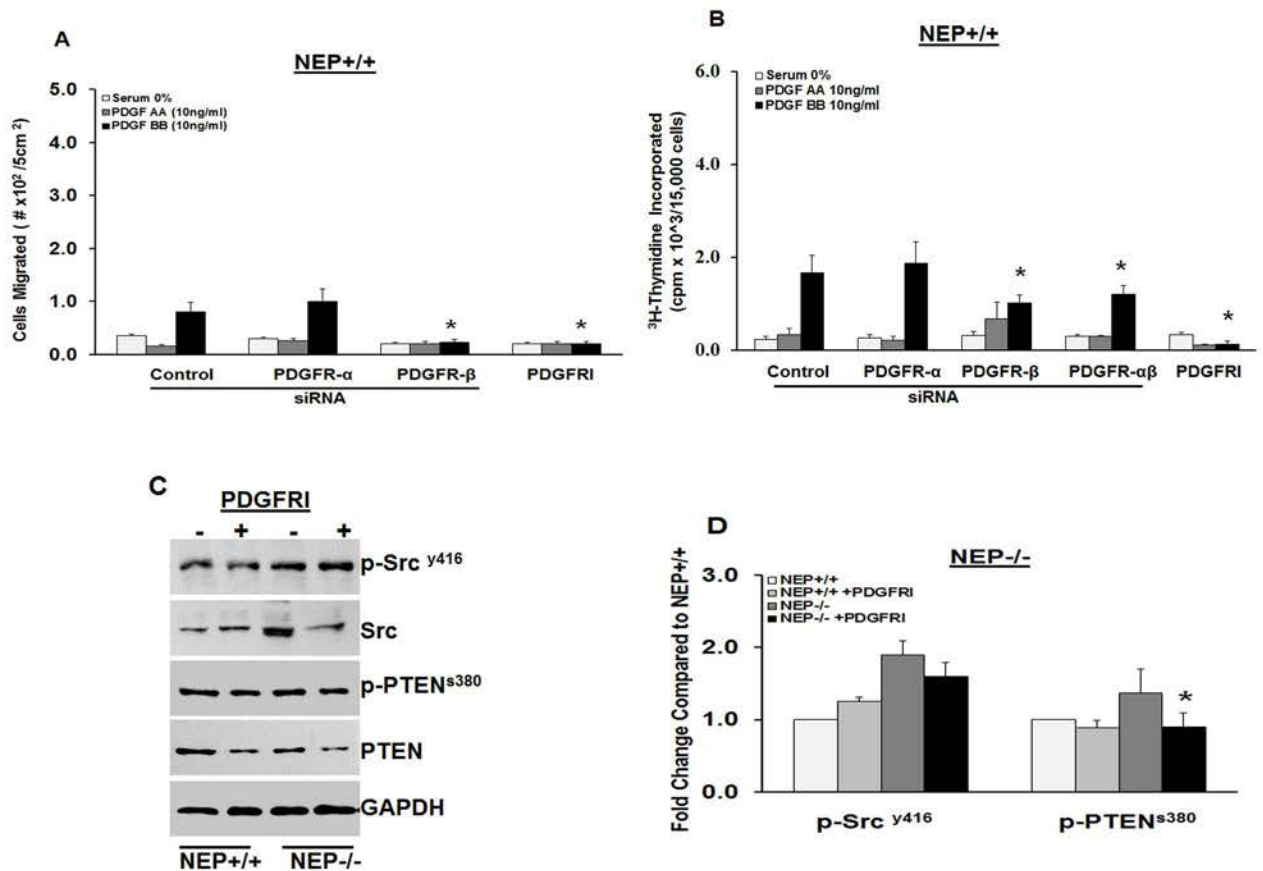 A
NEP+/+
Cells Migrated ( # x10² /5cm ²)
5.0
4.0
3.0
2.0
1.0
0.0
Serum 0%
PDGF AA (10ng/ml)
PDGF BB (10ng/ml)
*
*
Control PDGFR-α PDGFR-β PDGFRI
siRNA
B
NEP+/+
³H-Thymidine Incorporated
(cpm x 10^3/15,000 cells)
6.0
4.0
2.0
0.0
Serum 0%
PDGF AA 10ng/ml
PDGF BB 10ng/ml
*
*
*
Control PDGFR-α PDGFR-β PDGFR-αβ PDGFRI
siRNA
C
PDGFRI
- + - +
p-Src y416
Src
p-PTENs380
PTEN
GAPDH
NEP+/+ NEP-/-
D
NEP-/-
Fold Change Compared to NEP+/+
3.0
2.0
1.0
0.0
NEP+/+
NEP+/+ +PDGFRI
NEP-/-
NEP-/- +PDGFRI
*
p-Src y416 p-PTENs380